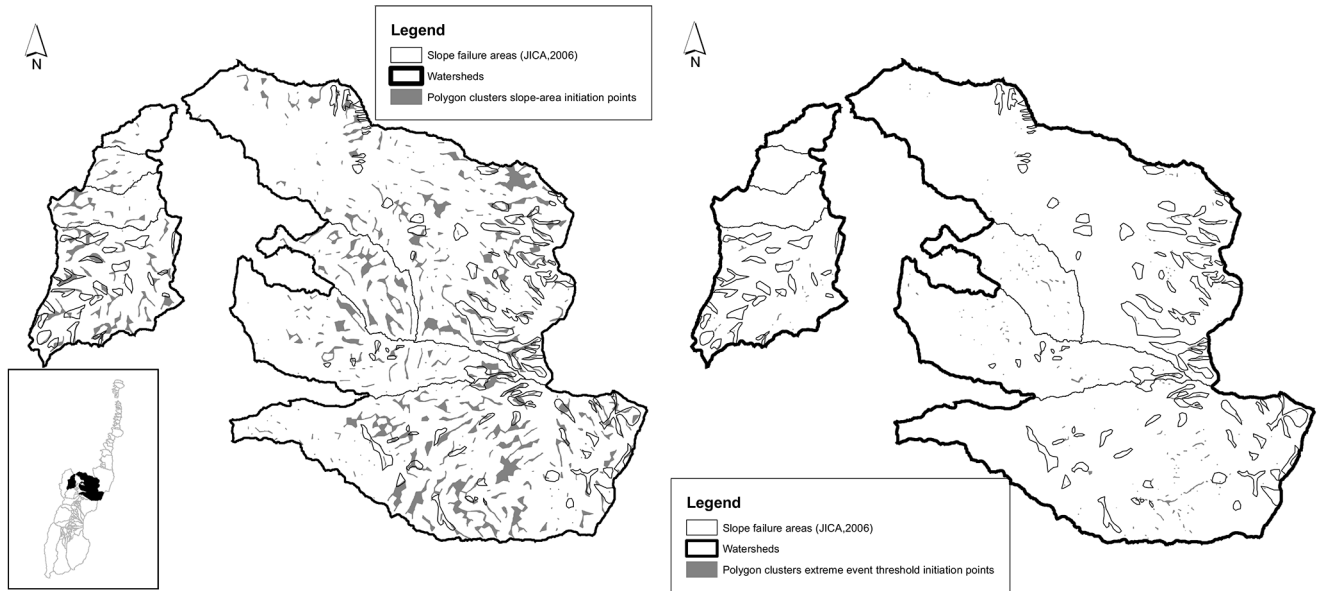 N
Legend
Slope failure areas (JICA,2006)
Watersheds
Polygon clusters slope-area initiation points
N
Legend
Slope failure areas (JICA,2006)
Watersheds
Polygon clusters extreme event threshold initiation points